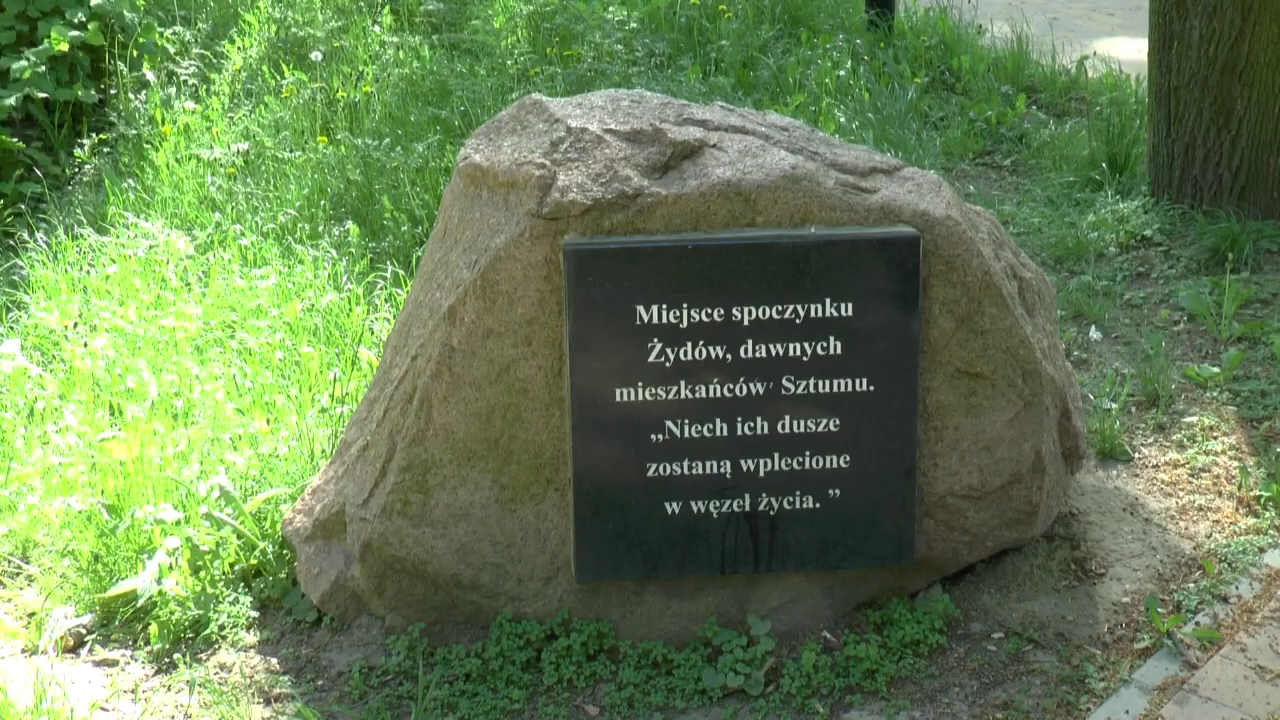 Miejsce spoczynku
Żydów, dawnych
mieszkańców Sztumu.
„Niech ich dusze
zostaną wplecione
w węzeł życia. ”